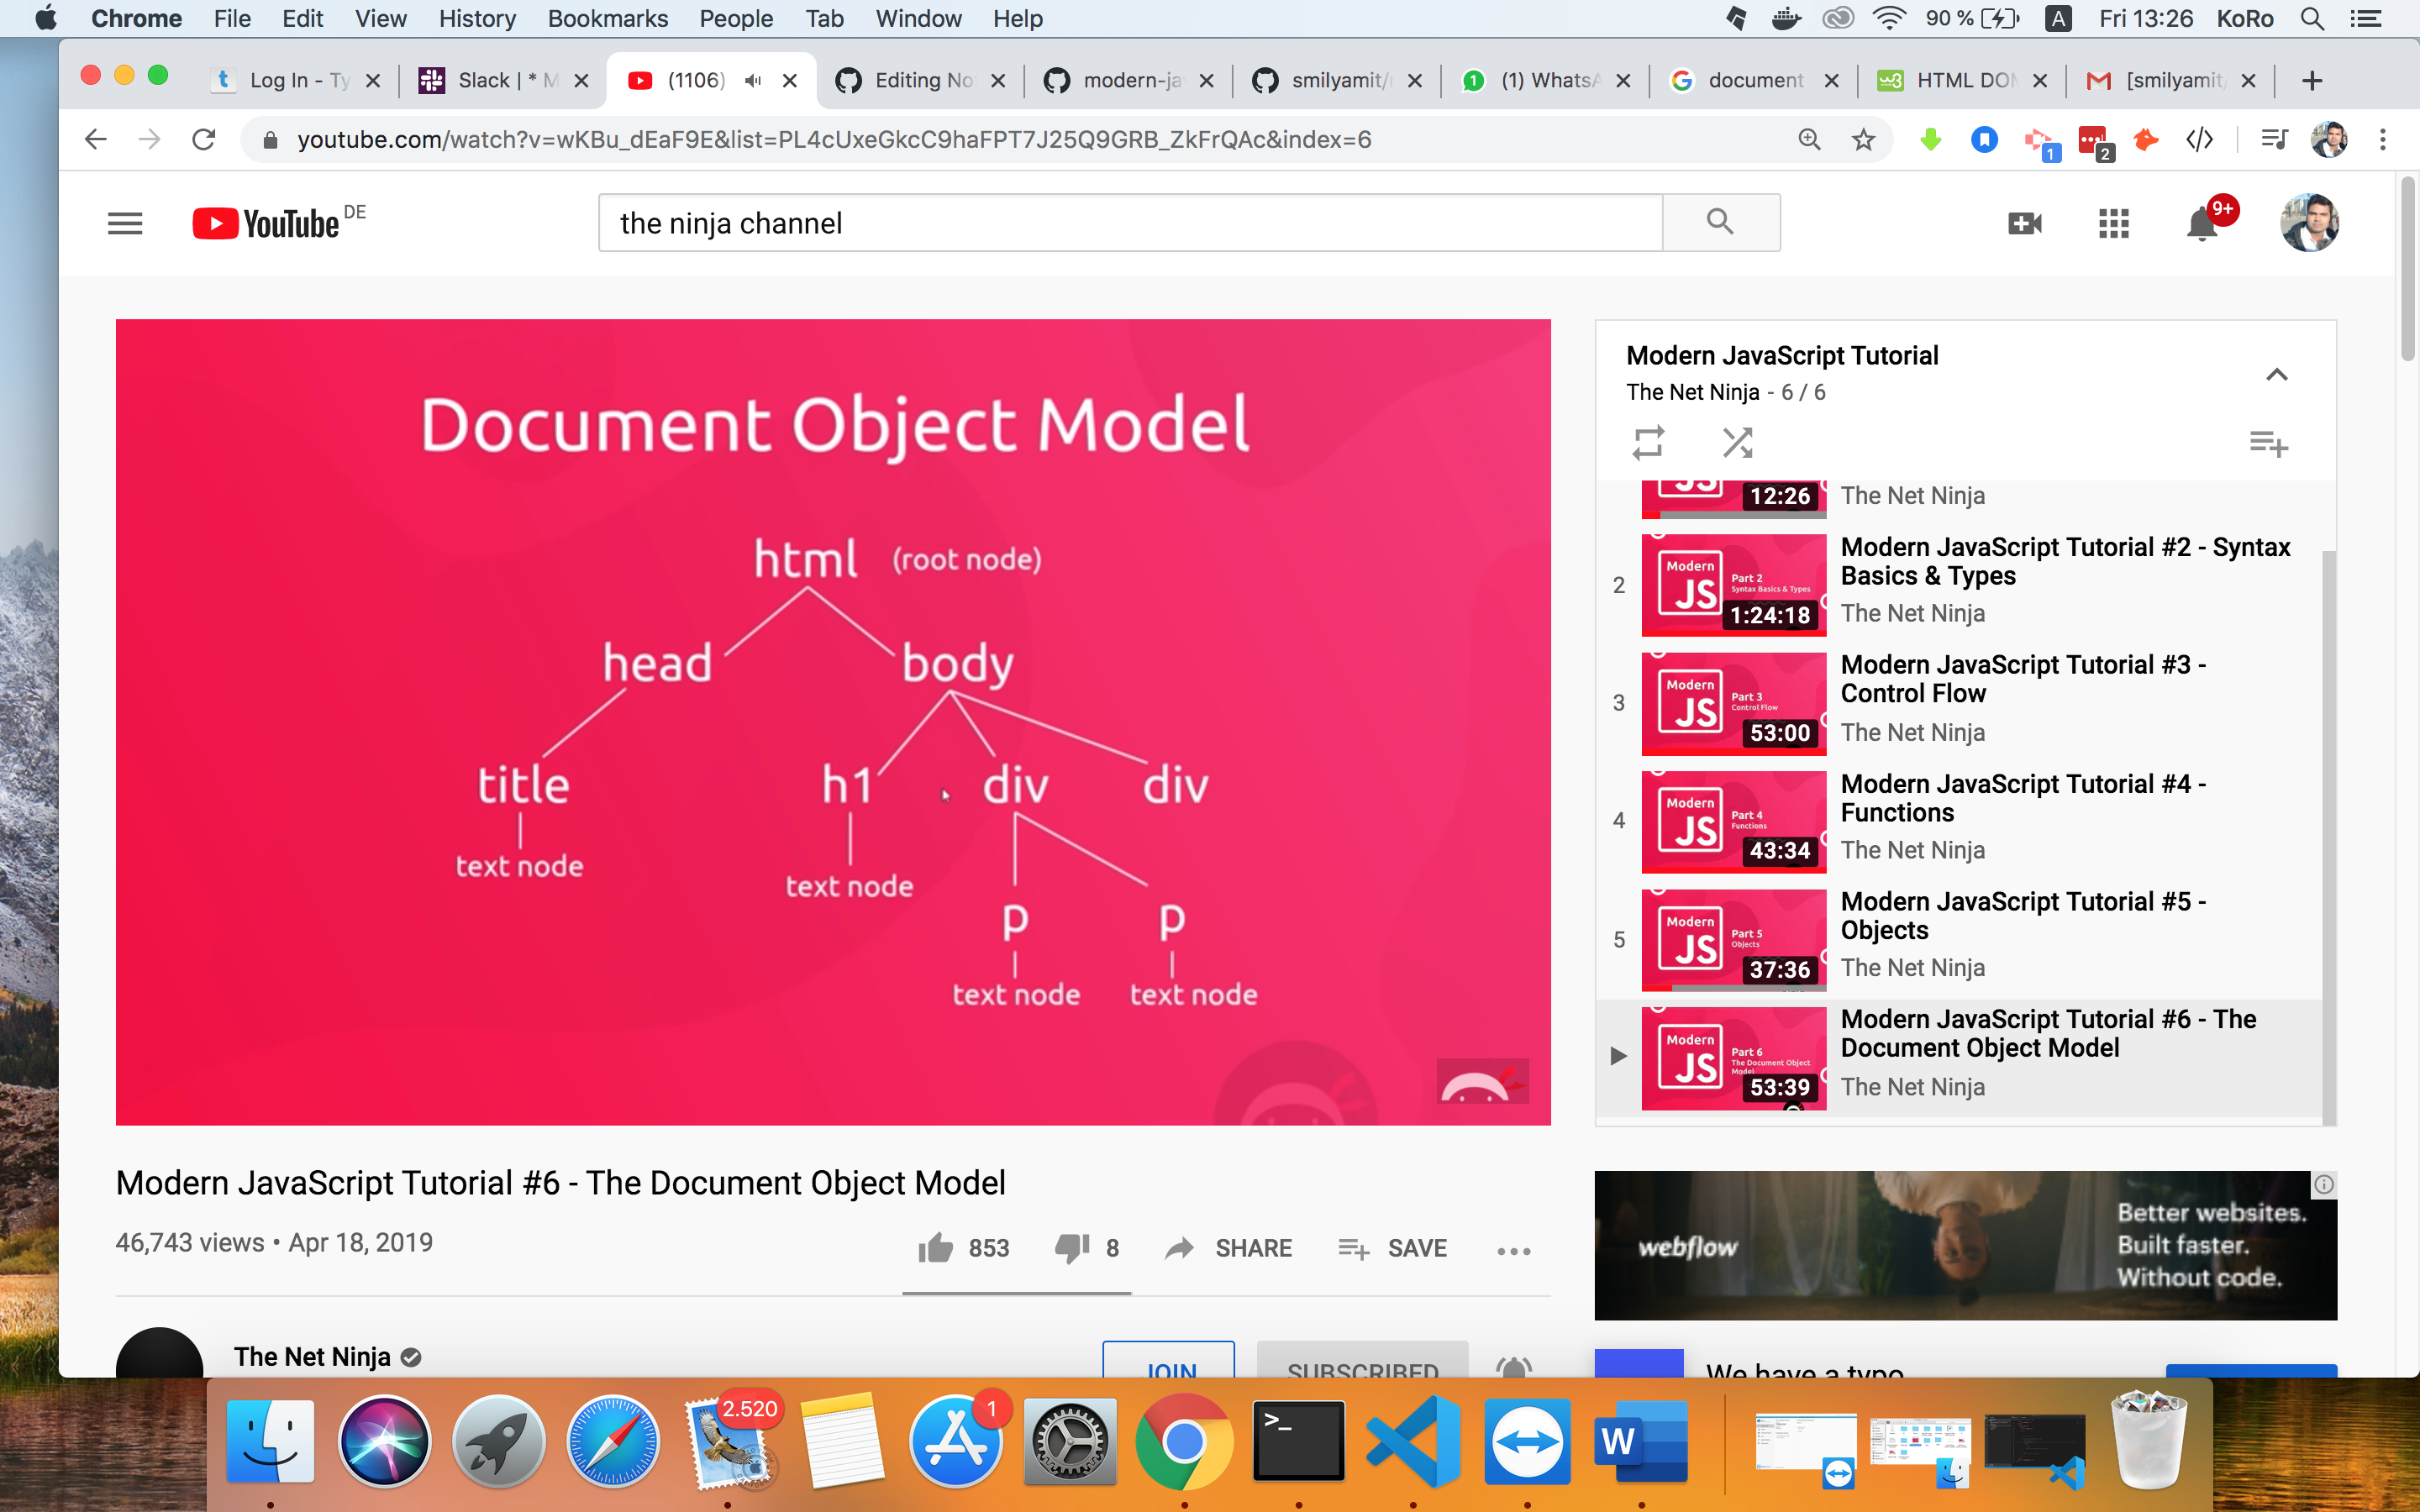 Chrome File Edit View History Bookmarks People Tab Window Help
90 % A Fri 13:26 KoRo
Log In - Ty
Slack | * M
(1106)
Editing No
modern-ja
smilyamit/
1 (1) WhatsA
document
w3 HTML DOM
[smilyamit/
youtube.com/watch?v=wKBu_dEaF9E&list=PL4cUxeGkcC9haFPT7J25Q9GRB_ZkFrQAc&index=6
1
2
YouTube DE
the ninja channel
9+
Document Object Model
html (root node)
head body
title h1 div div
text node text node
p p
text node text node
Modern JavaScript Tutorial
The Net Ninja - 6 / 6
JS 12:26 The Net Ninja
2
Modern JS
Part 2
Syntax Basics & Types
1:24:18
Modern JavaScript Tutorial #2 - Syntax
Basics & Types
The Net Ninja
3
Modern JS
Part 3
Control Flow
53:00
Modern JavaScript Tutorial #3 -
Control Flow
The Net Ninja
4
Modern JS
Part 4
Functions
43:34
Modern JavaScript Tutorial #4 -
Functions
The Net Ninja
5
Modern JS
Part 5
Objects
37:36
Modern JavaScript Tutorial #5 -
Objects
The Net Ninja
Modern JS
Part 6
The Document Object
Model
53:39
Modern JavaScript Tutorial #6 - The
Document Object Model
The Net Ninja
Modern JavaScript Tutorial #6 - The Document Object Model
46,743 views • Apr 18, 2019
853 8 SHARE SAVE
webflow
Better websites.
Built faster.
Without code.
The Net Ninja
JOIN SUBSCRIBED
We have a typo
2.520
1
>_
W